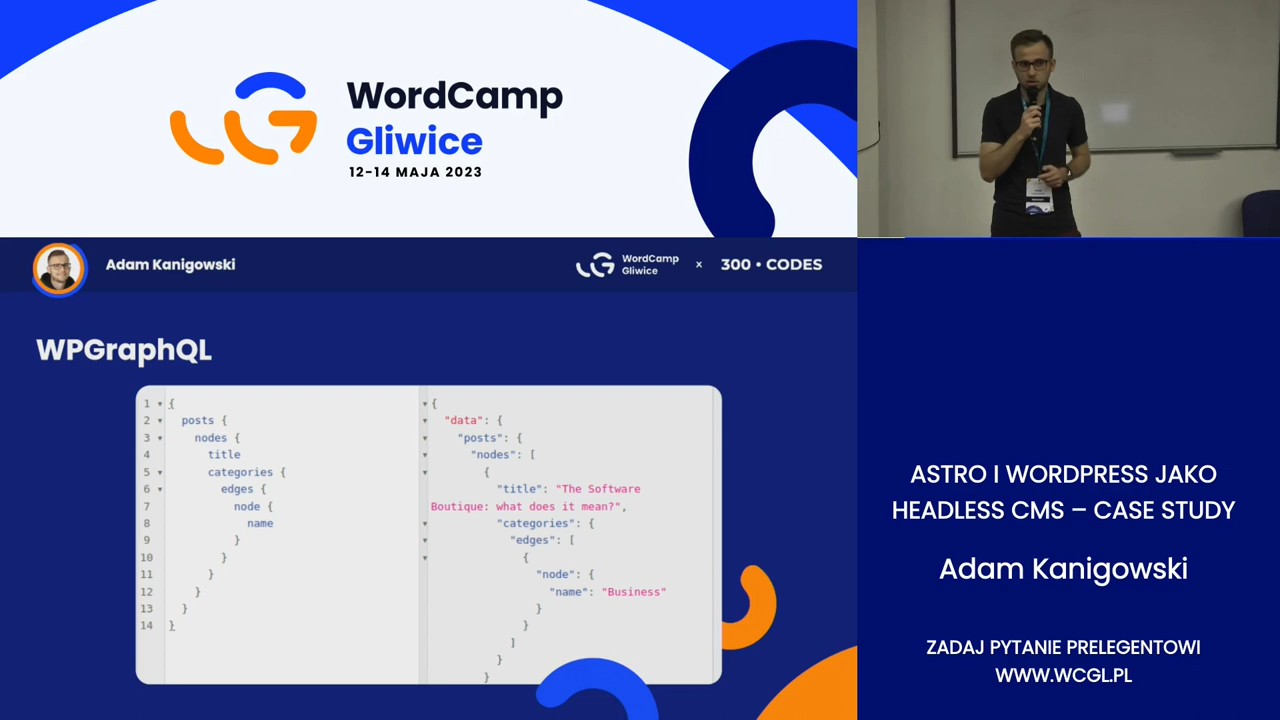 WordCamp
Gliwice
12-14 MAJA 2023
Adam Kanigowski
WordCamp
Gliwice
x
300 • CODES
WPGraphQL
1 {
2 posts {
3 nodes {
4 title
5 categories {
6 edges {
7 node {
8 name
9 }
10 }
11 }
12 }
13 }
14 }
{
"data": {
"posts": {
"nodes": [
{
"title": "The Software
Boutique: what does it mean?",
"categories": {
"edges": [
{
"node": {
"name": "Business"
}
}
]
}
}
ASTRO I WORDPRESS JAKO
HEADLESS CMS – CASE STUDY
Adam Kanigowski
ZADAJ PYTANIE PRELEGENTOWI
WWW.WCGL.PL